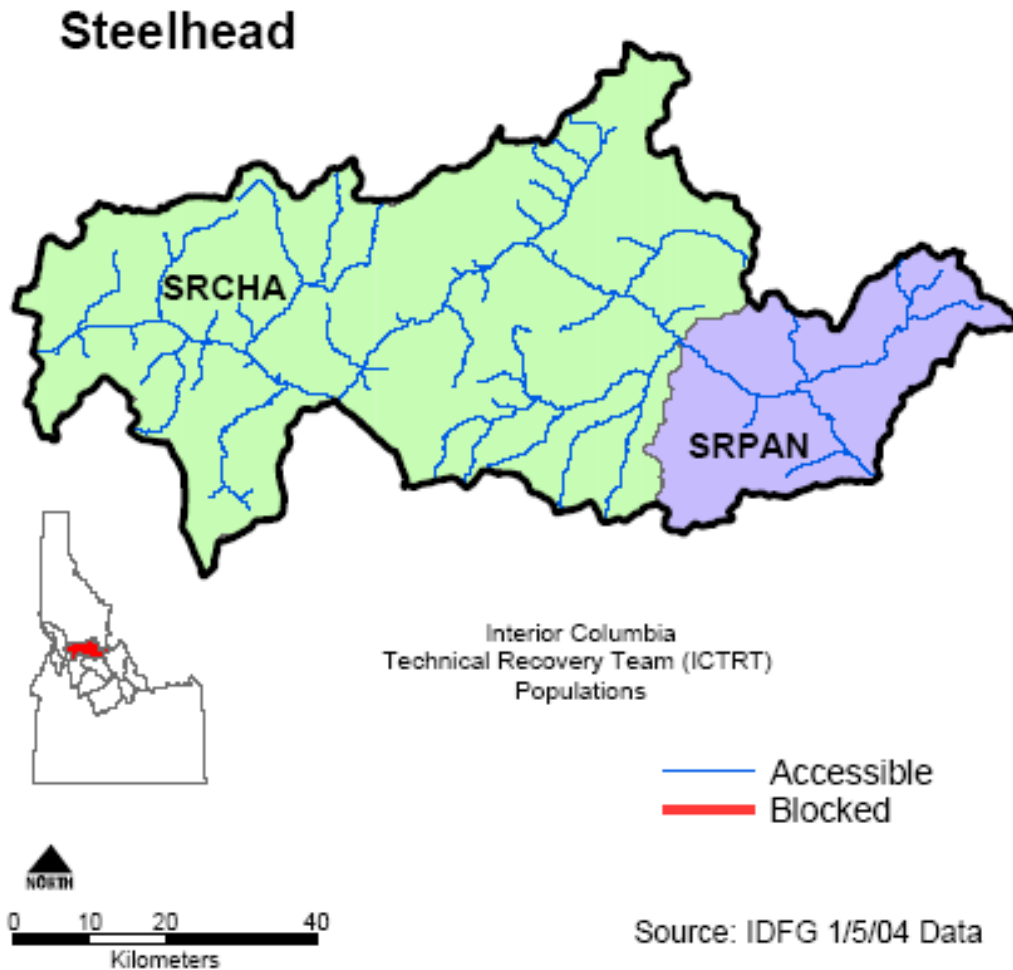 Steelhead
SRCHA
SRPAN
Interior Columbia
Technical Recovery Team (ICTRT)
Populations
Accessible
Blocked
NORTH
0 10 20 40
Kilometers
Source: IDFG 1/5/04 Data